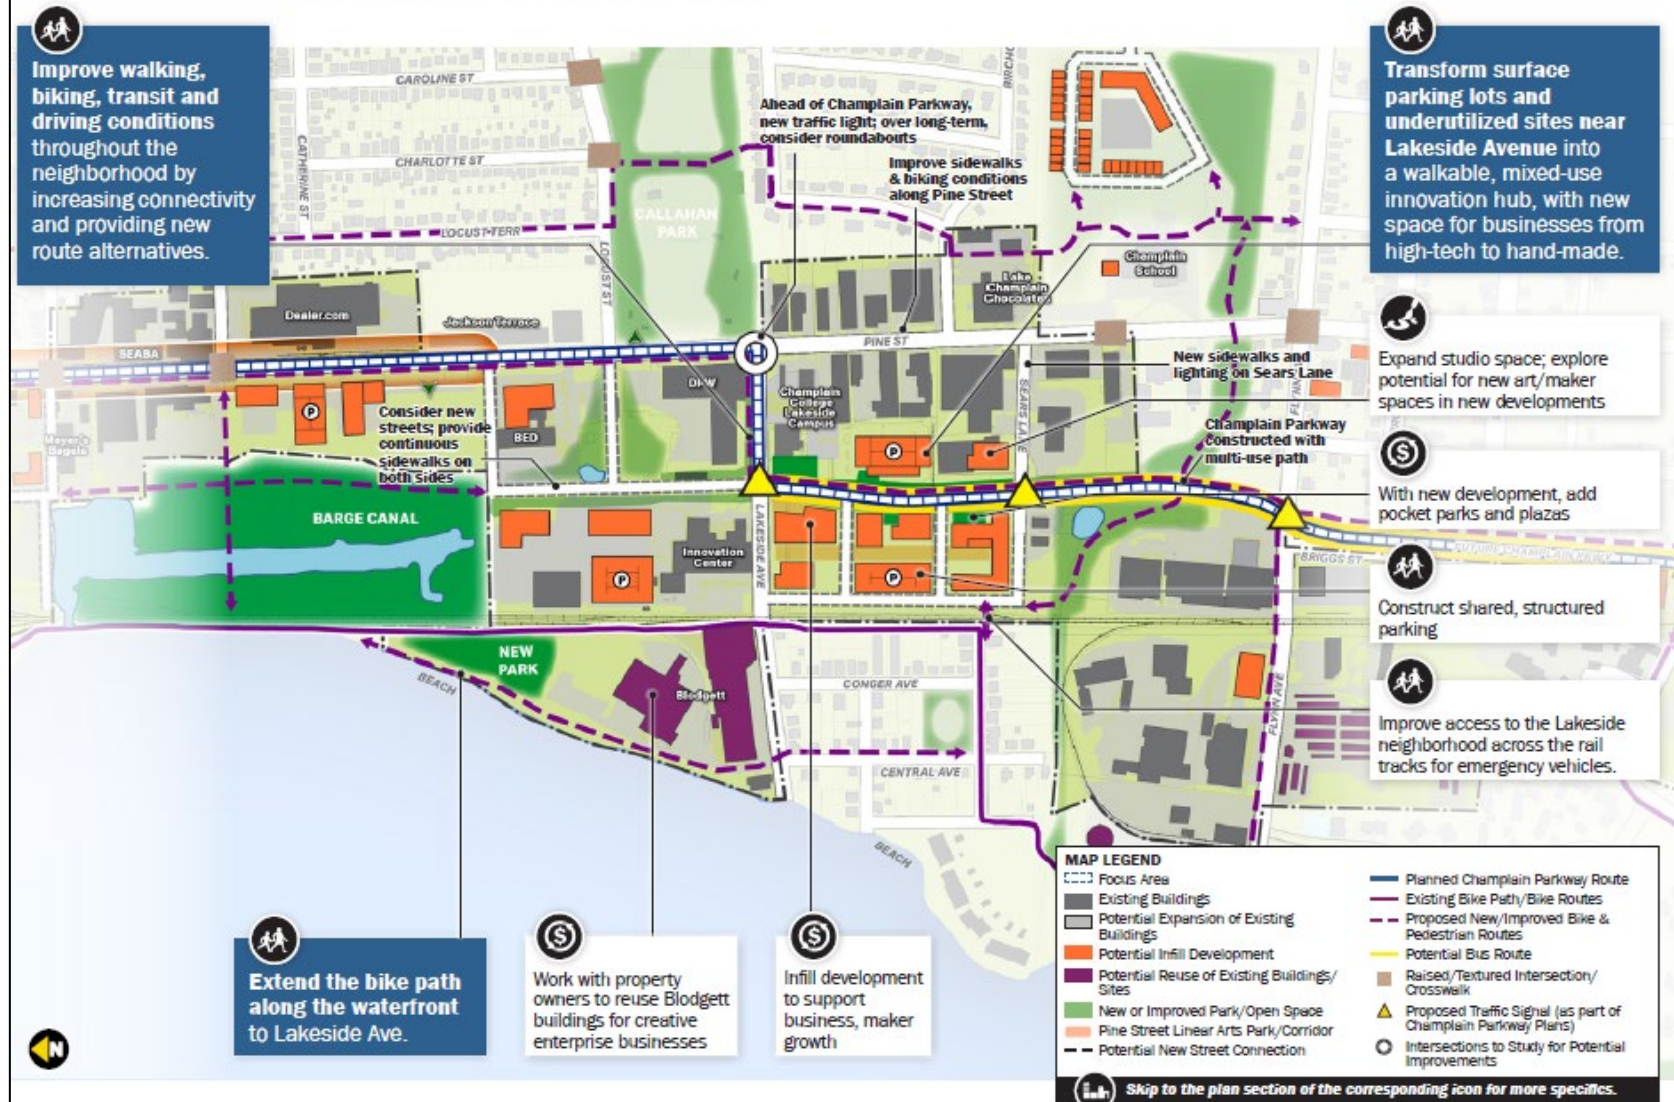 Improve walking,
biking, transit and
driving conditions
throughout the
neighborhood by
increasing connectivity
and providing new
route alternatives.
CAROLINE ST
CATHERINE ST
CHARLOTTE ST
LOCUST TERR
LOCUST ST
CALLAHAN
PARK
Ahead of Champlain Parkway,
new traffic light; over long-term,
consider roundabouts
Improve sidewalks
& biking conditions
along Pine Street
Transform surface
parking lots and
underutilized sites near
Lakeside Avenue into
a walkable, mixed-use
innovation hub, with new
space for businesses from
high-tech to hand-made.
Champlain
School
Lake
Champlain
Chocolates
Dealer.com
Jackson Terrace
SEABA
PINE ST
New sidewalks and
lighting on Sears Lane
SEARS LA
Expand studio space; explore
potential for new art/maker
spaces in new developments
P
Consider new
streets; provide
continuous
sidewalks on
both sides
BED
Champlain
College
Lakeside
Campus
P
Champlain Parkway
constructed with
multi-use path
Meyer's
Bagels
With new development, add
pocket parks and plazas
BARGE CANAL
LAKESIDE AVE
Innovation
Center
P
P
BRIGGS ST
FUTURE CHAMPLAIN PKWY
Construct shared, structured
parking
NEW
PARK
BEACH
Blodgett
CONGER AVE
CENTRAL AVE
FLYNN AVE
Improve access to the Lakeside
neighborhood across the rail
tracks for emergency vehicles.
BEACH
Extend the bike path
along the waterfront
to Lakeside Ave.
Work with property
owners to reuse Blodgett
buildings for creative
enterprise businesses
Infill development
to support
business, maker
growth
N
MAP LEGEND
Focus Area
Existing Buildings
Potential Expansion of Existing
Buildings
Potential Infill Development
Potential Reuse of Existing Buildings/
Sites
New or Improved Park/Open Space
Pine Street Linear Arts Park/Corridor
Potential New Street Connection
Planned Champlain Parkway Route
Existing Bike Path/Bike Routes
Proposed New/Improved Bike &
Pedestrian Routes
Potential Bus Route
Raised/Textured Intersection/
Crosswalk
Proposed Traffic Signal (as part of
Champlain Parkway Plans)
Intersections to Study for Potential
Improvements
Skip to the plan section of the corresponding icon for more specifics.